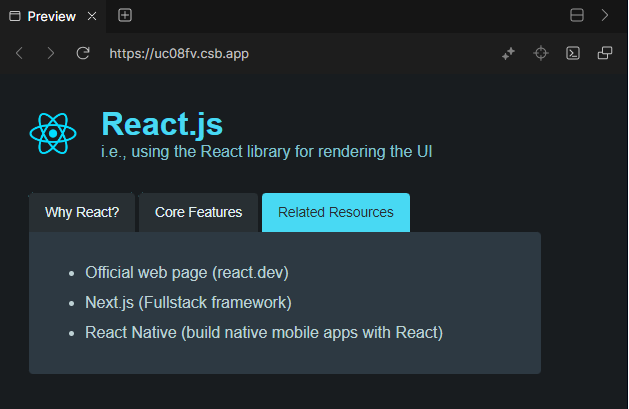 Preview
https://uc08fv.csb.app
React.js
i.e., using the React library for rendering the UI
Why React? Core Features Related Resources
Official web page (react.dev)
Next.js (Fullstack framework)
React Native (build native mobile apps with React)